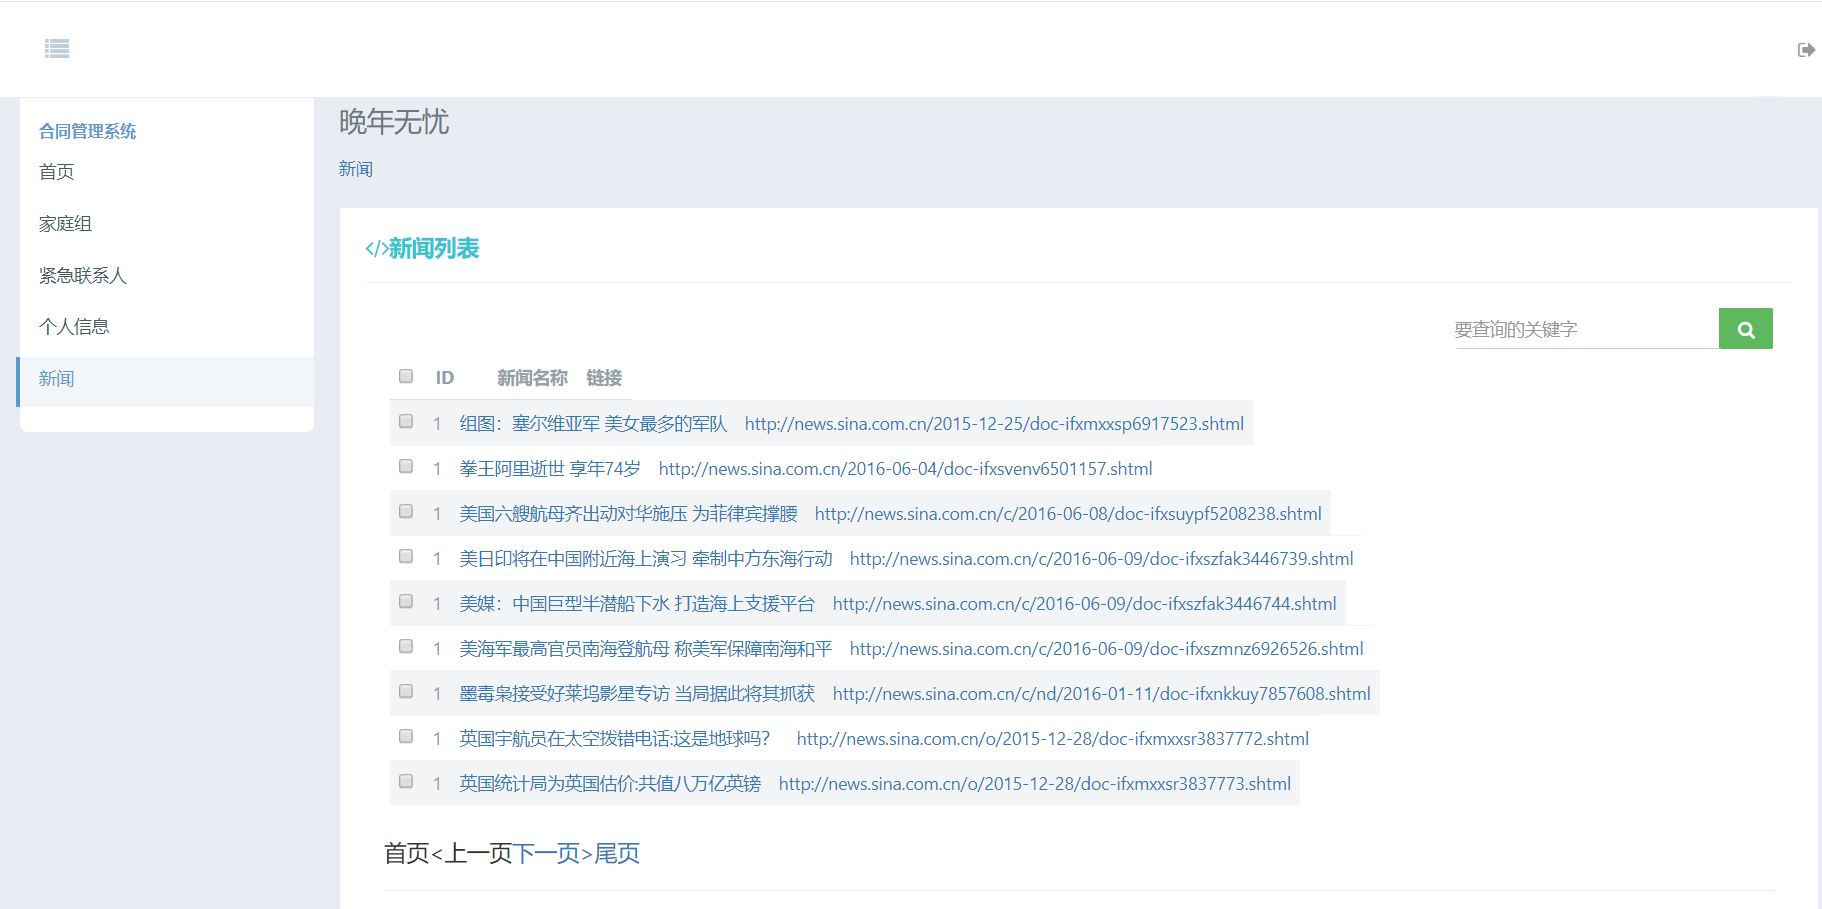 合同管理系统
首页
家庭组
紧急联系人
个人信息
新闻
晚年无忧
新闻
</>新闻列表
要查询的关键字
ID 新闻名称 链接
1 组图：塞尔维亚军 美女最多的军队 http://news.sina.com.cn/2015-12-25/doc-ifxmxxsp6917523.shtml
1 拳王阿里逝世 享年74岁 http://news.sina.com.cn/2016-06-04/doc-ifxsvenv6501157.shtml
1 美国六艘航母齐出动对华施压 为菲律宾撑腰 http://news.sina.com.cn/c/2016-06-08/doc-ifxsuypf5208238.shtml
1 美日印将在中国附近海上演习 牵制中方东海行动 http://news.sina.com.cn/c/2016-06-09/doc-ifxszfak3446739.shtml
1 美媒：中国巨型半潜船下水 打造海上支援平台 http://news.sina.com.cn/c/2016-06-09/doc-ifxszfak3446744.shtml
1 美海军最高官员南海登航母 称美军保障南海和平 http://news.sina.com.cn/c/2016-06-09/doc-ifxszmnz6926526.shtml
1 墨毒枭接受好莱坞影星专访 当局据此将其抓获 http://news.sina.com.cn/c/nd/2016-01-11/doc-ifxnkkuy7857608.shtml
1 英国宇航员在太空拨错电话:这是地球吗？ http://news.sina.com.cn/o/2015-12-28/doc-ifxmxxsr3837772.shtml
1 英国统计局为英国估价:共值八万亿英镑 http://news.sina.com.cn/o/2015-12-28/doc-ifxmxxsr3837773.shtml
首页<上一页下一页>尾页